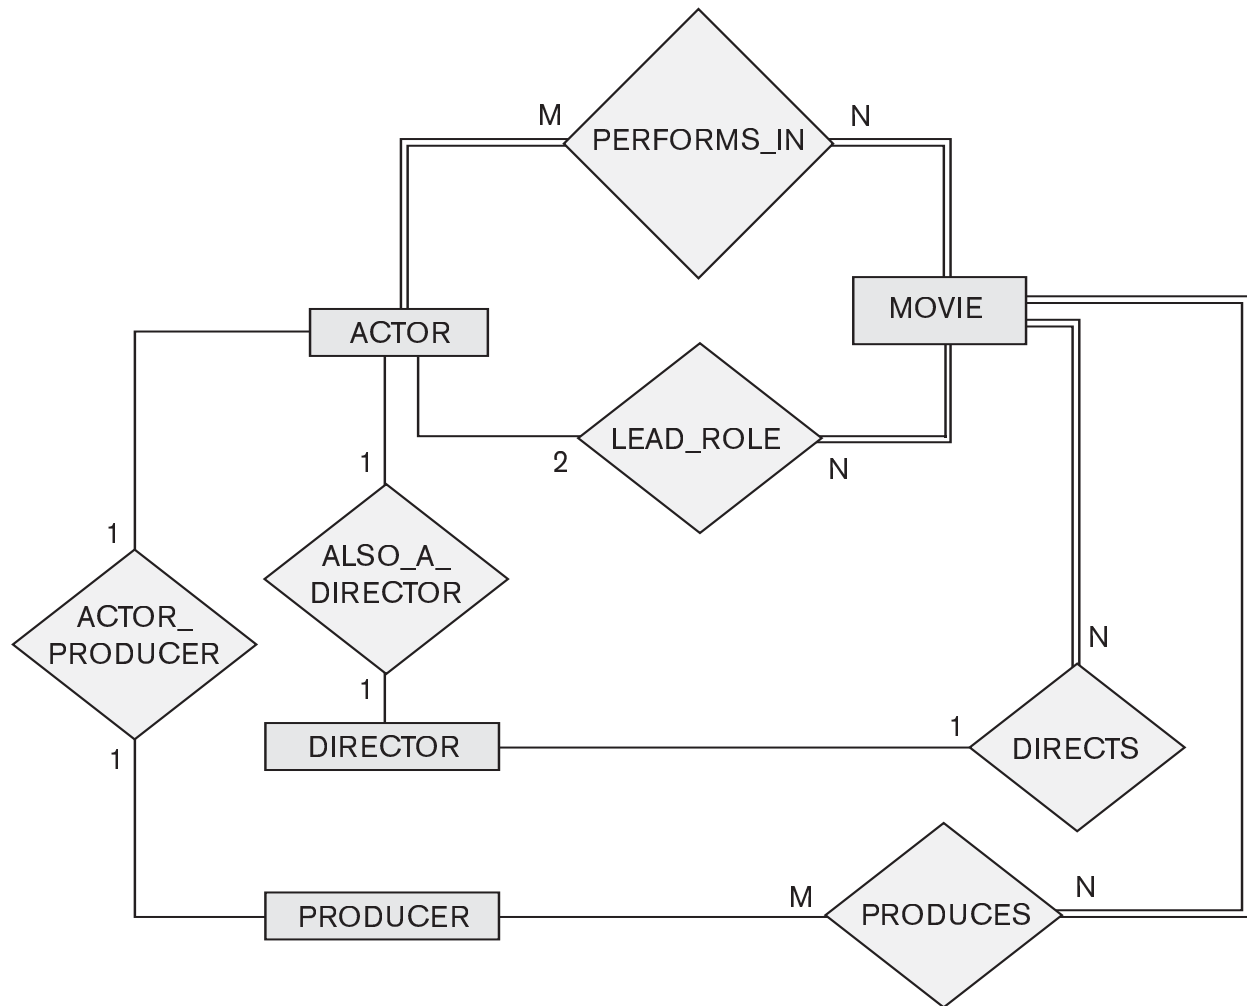 M
N
PERFORMS_IN
MOVIE
ACTOR
LEAD_ROLE
2
N
1
1
ALSO_A_
DIRECTOR
ACTOR_
PRODUCER
N
1
1
DIRECTOR
1
DIRECTS
M
N
PRODUCER
PRODUCES